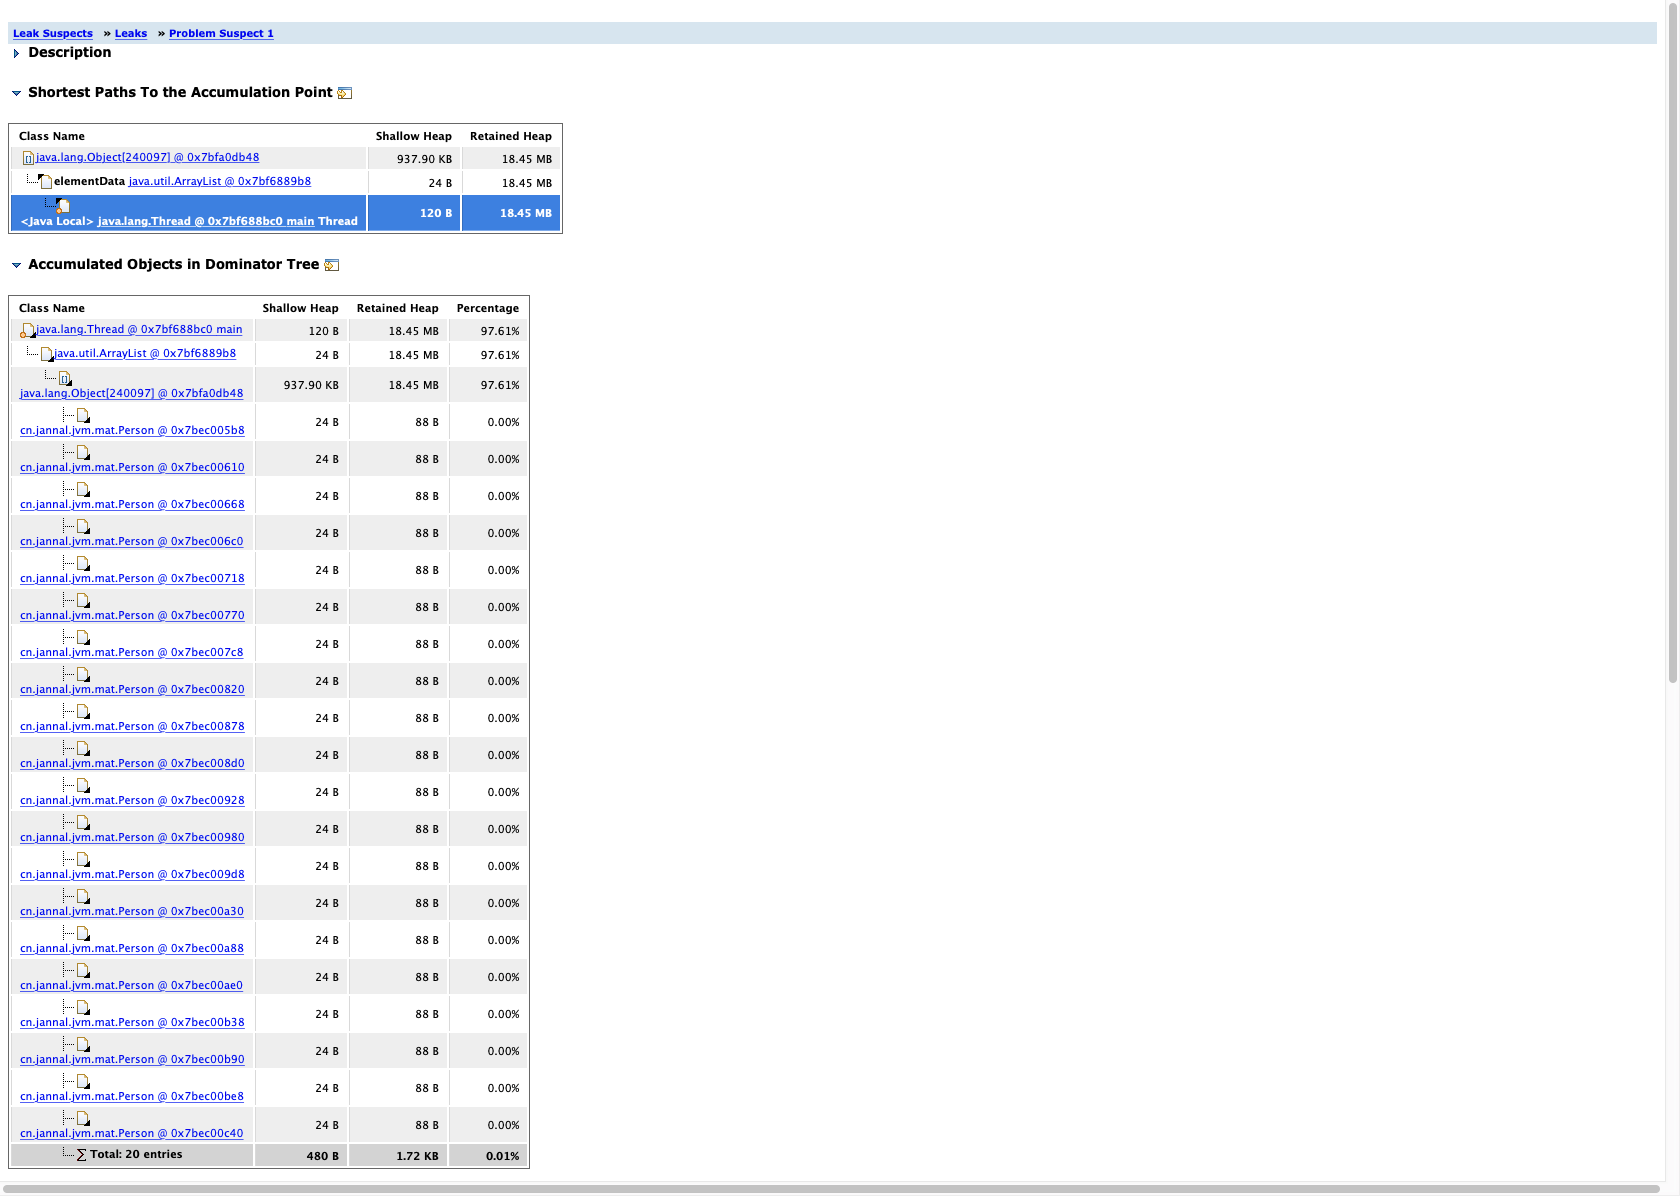 Leak Suspects » Leaks » Problem Suspect 1
Description
Shortest Paths To the Accumulation Point
Class Name Shallow Heap Retained Heap
java.lang.Object[240097] @ 0x7bfa0db48 937.90 KB 18.45 MB
elementData java.util.ArrayList @ 0x7bf6889b8 24 B 18.45 MB
<Java Local> java.lang.Thread @ 0x7bf688bc0 main Thread 120 B 18.45 MB
Accumulated Objects in Dominator Tree
Class Name Shallow Heap Retained Heap Percentage
java.lang.Thread @ 0x7bf688bc0 main 120 B 18.45 MB 97.61%
java.util.ArrayList @ 0x7bf6889b8 24 B 18.45 MB 97.61%
java.lang.Object[240097] @ 0x7bfa0db48 937.90 KB 18.45 MB 97.61%
cn.jannal.jvm.mat.Person @ 0x7bec005b8 24 B 88 B 0.00%
cn.jannal.jvm.mat.Person @ 0x7bec00610 24 B 88 B 0.00%
cn.jannal.jvm.mat.Person @ 0x7bec00668 24 B 88 B 0.00%
cn.jannal.jvm.mat.Person @ 0x7bec006c0 24 B 88 B 0.00%
cn.jannal.jvm.mat.Person @ 0x7bec00718 24 B 88 B 0.00%
cn.jannal.jvm.mat.Person @ 0x7bec00770 24 B 88 B 0.00%
cn.jannal.jvm.mat.Person @ 0x7bec007c8 24 B 88 B 0.00%
cn.jannal.jvm.mat.Person @ 0x7bec00820 24 B 88 B 0.00%
cn.jannal.jvm.mat.Person @ 0x7bec00878 24 B 88 B 0.00%
cn.jannal.jvm.mat.Person @ 0x7bec008d0 24 B 88 B 0.00%
cn.jannal.jvm.mat.Person @ 0x7bec00928 24 B 88 B 0.00%
cn.jannal.jvm.mat.Person @ 0x7bec00980 24 B 88 B 0.00%
cn.jannal.jvm.mat.Person @ 0x7bec009d8 24 B 88 B 0.00%
cn.jannal.jvm.mat.Person @ 0x7bec00a30 24 B 88 B 0.00%
cn.jannal.jvm.mat.Person @ 0x7bec00a88 24 B 88 B 0.00%
cn.jannal.jvm.mat.Person @ 0x7bec00ae0 24 B 88 B 0.00%
cn.jannal.jvm.mat.Person @ 0x7bec00b38 24 B 88 B 0.00%
cn.jannal.jvm.mat.Person @ 0x7bec00b90 24 B 88 B 0.00%
cn.jannal.jvm.mat.Person @ 0x7bec00be8 24 B 88 B 0.00%
cn.jannal.jvm.mat.Person @ 0x7bec00c40 24 B 88 B 0.00%
Total: 20 entries 480 B 1.72 KB 0.01%